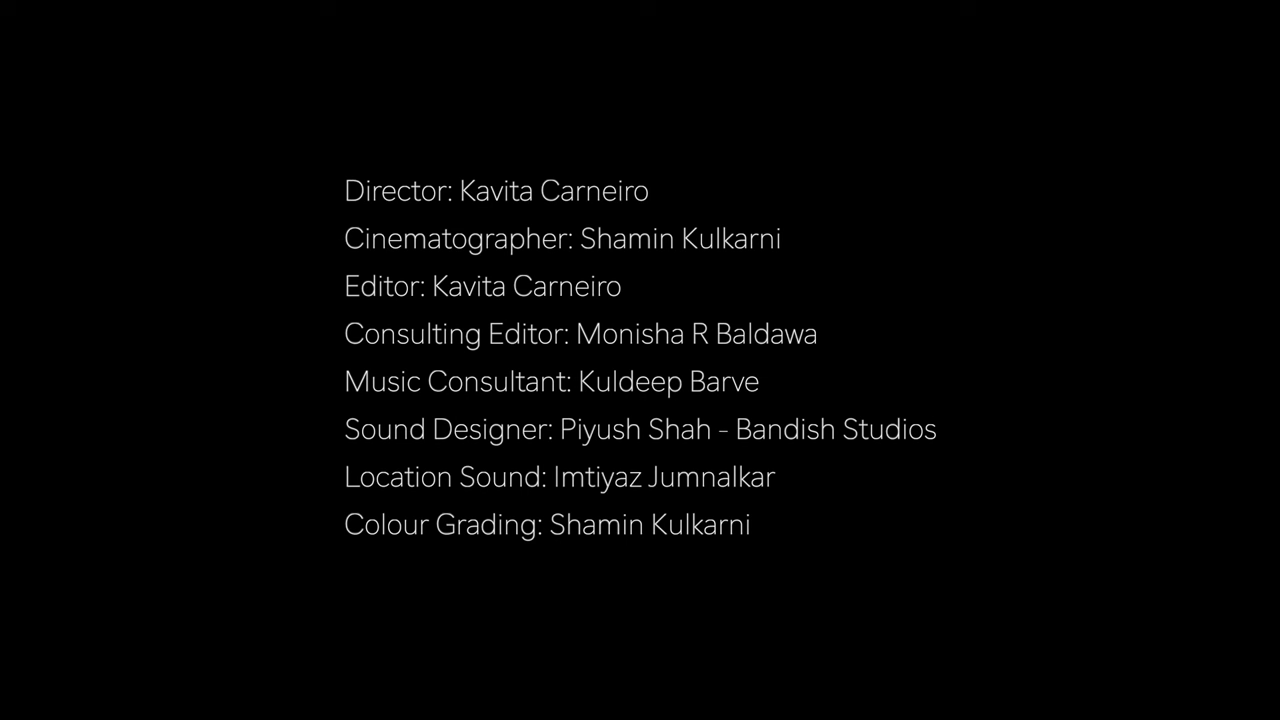 Director: Kavita Carneiro
Cinematographer: Shamin Kulkarni
Editor: Kavita Carneiro
Consulting Editor: Monisha R Baldawa
Music Consultant: Kuldeep Barve
Sound Designer: Piyush Shah - Bandish Studios
Location Sound: Imtiyaz Jumnalkar
Colour Grading: Shamin Kulkarni